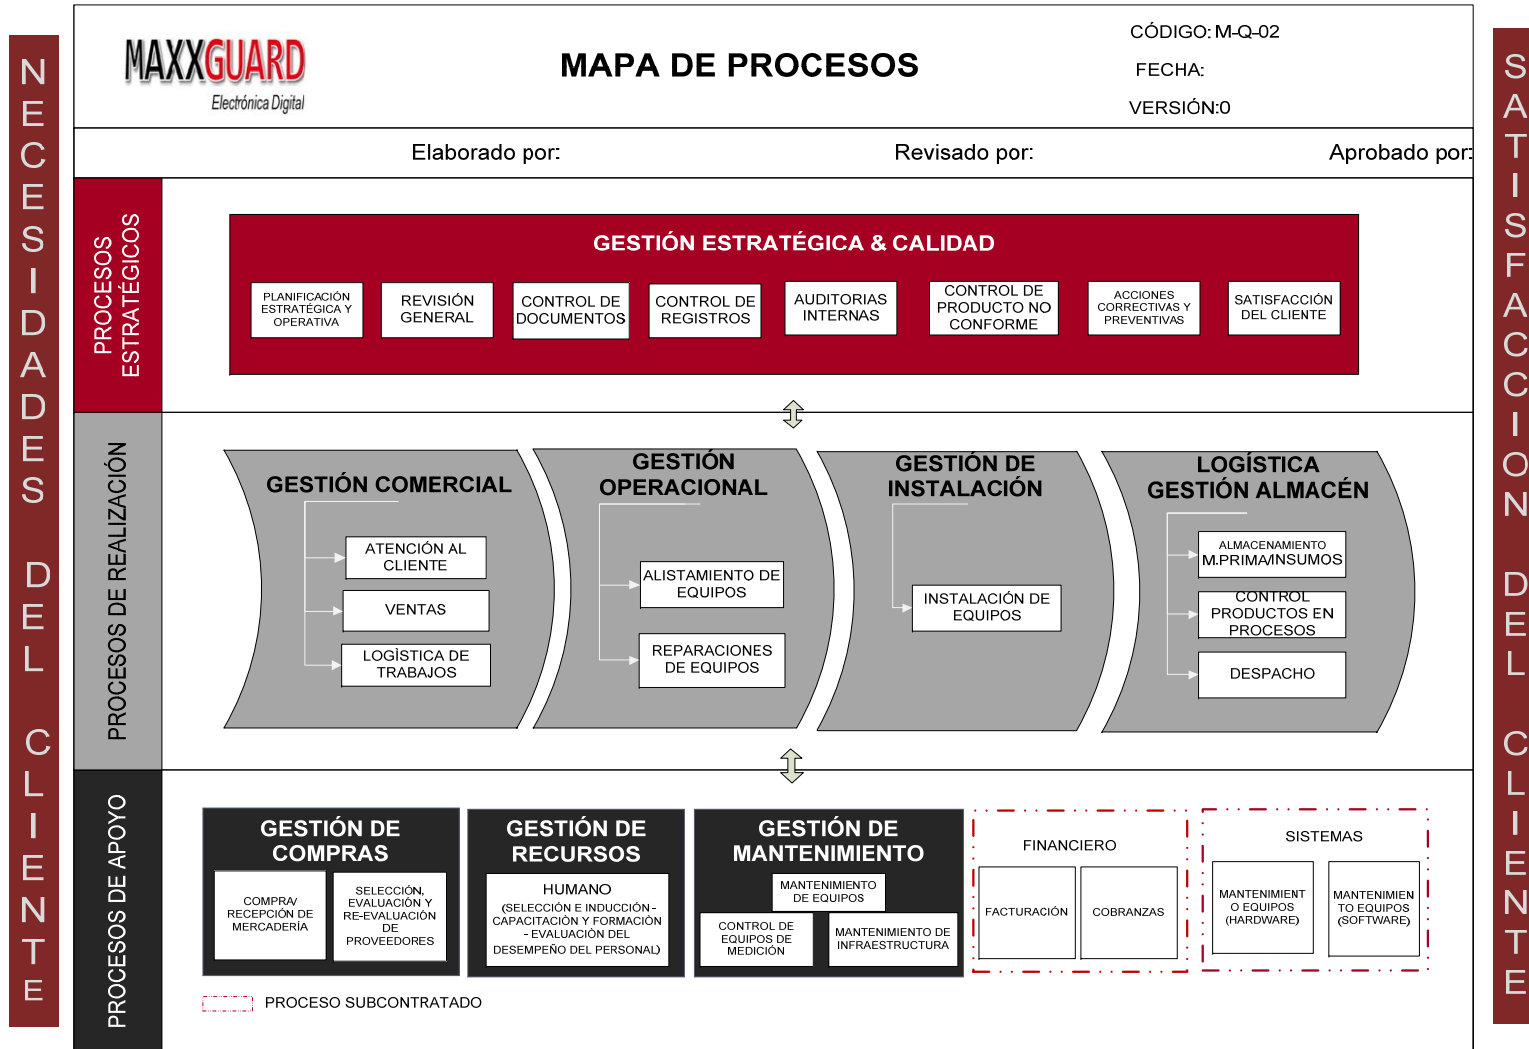 NECESIDADES DEL CLIENTE
MAXXGUARD
Electrónica Digital
MAPA DE PROCESOS
CÓDIGO: M-Q-02
FECHA:
VERSIÓN:0
Elaborado por:
Revisado por:
Aprobado por:
PROCESOS
ESTRATÉGICOS
GESTIÓN ESTRATÉGICA & CALIDAD
PLANIFICACIÓN
ESTRATÉGICA Y
OPERATIVA
REVISIÓN
GENERAL
CONTROL DE
DOCUMENTOS
CONTROL DE
REGISTROS
AUDITORIAS
INTERNAS
CONTROL DE
PRODUCTO NO
CONFORME
ACCIONES
CORRECTIVAS Y
PREVENTIVAS
SATISFACCIÓN
DEL CLIENTE
PROCESOS DE REALIZACIÓN
GESTIÓN COMERCIAL
ATENCIÓN AL
CLIENTE
VENTAS
LOGÌSTICA DE
TRABAJOS
GESTIÓN
OPERACIONAL
ALISTAMIENTO DE
EQUIPOS
REPARACIONES
DE EQUIPOS
GESTIÓN DE
INSTALACIÓN
INSTALACIÓN DE
EQUIPOS
LOGÍSTICA
GESTIÓN ALMACÉN
ALMACENAMIENTO
M.PRIMA/INSUMOS
CONTROL
PRODUCTOS EN
PROCESOS
DESPACHO
PROCESOS DE APOYO
GESTIÓN DE
COMPRAS
COMPRA/
RECEPCIÓN DE
MERCADERÍA
SELECCIÓN,
EVALUACIÓN Y
RE-EVALUACIÓN
DE
PROVEEDORES
GESTIÓN DE
RECURSOS
HUMANO
(SELECCIÓN E INDUCCIÓN -
CAPACITACIÒN Y FORMACIÒN
- EVALUACIÒN DEL
DESEMPEÑO DEL PERSONAL)
GESTIÓN DE
MANTENIMIENTO
MANTENIMIENTO
DE EQUIPOS
CONTROL DE
EQUIPOS DE
MEDICIÓN
MANTENIMIENTO DE
INFRAESTRUCTURA
FINANCIERO
FACTURACIÓN
COBRANZAS
SISTEMAS
MANTENIMIENT
O EQUIPOS
(HARDWARE)
MANTENIMIEN
TO EQUIPOS
(SOFTWARE)
PROCESO SUBCONTRATADO
SATISFACCION DEL CLIENTE